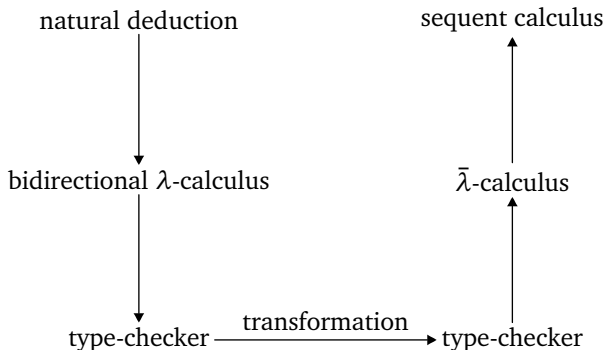 natural deduction
sequent calculus
bidirectional λ-calculus
λ̄-calculus
transformation
type-checker
type-checker